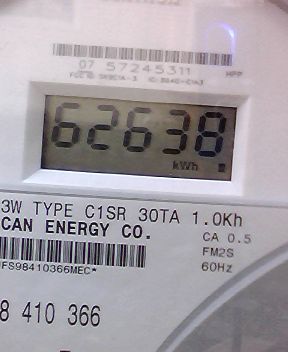 07 57245311
HPP
62638
kWh
3W TYPE C1SR 30TA 1.0Kh
CAN ENERGY CO.
CA 0.5
FM2S
60Hz
FS98410366MEC*
8 410 366